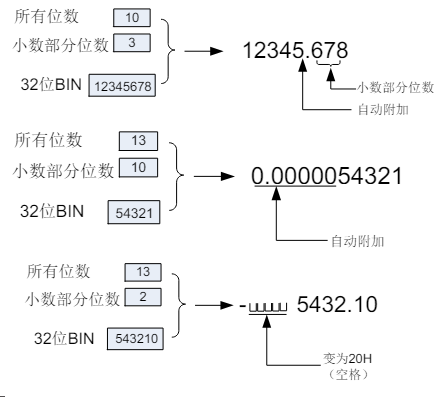 所有位数 10
小数部分位数 3
32位BIN 12345678
12345.678
小数部分位数
自动附加
所有位数 13
小数部分位数 10
32位BIN 54321
0.0000054321
自动附加
所有位数 13
小数部分位数 2
32位BIN 543210
-␣␣␣␣␣ 5432.10
变为20H
（空格）